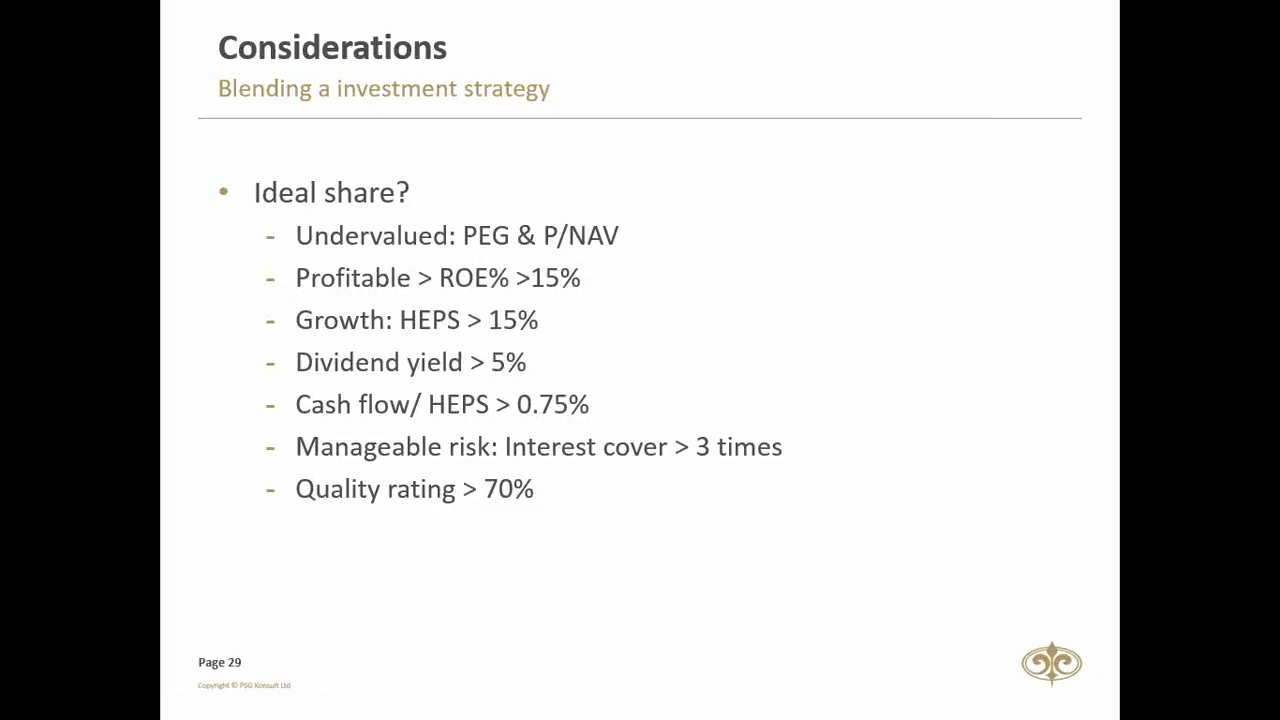 Considerations
Blending a investment strategy
• Ideal share?
- Undervalued: PEG & P/NAV
- Profitable > ROE% >15%
- Growth: HEPS > 15%
- Dividend yield > 5%
- Cash flow/ HEPS > 0.75%
- Manageable risk: Interest cover > 3 times
- Quality rating > 70%
Page 29
Copyright © PSG Konsult Ltd